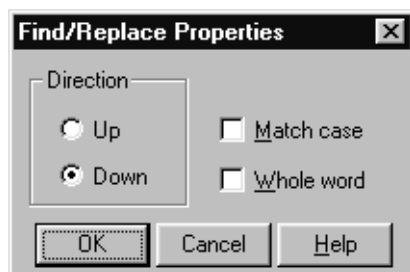 Find/Replace Properties
Direction
Up
Match case
Down
Whole word
OK Cancel Help